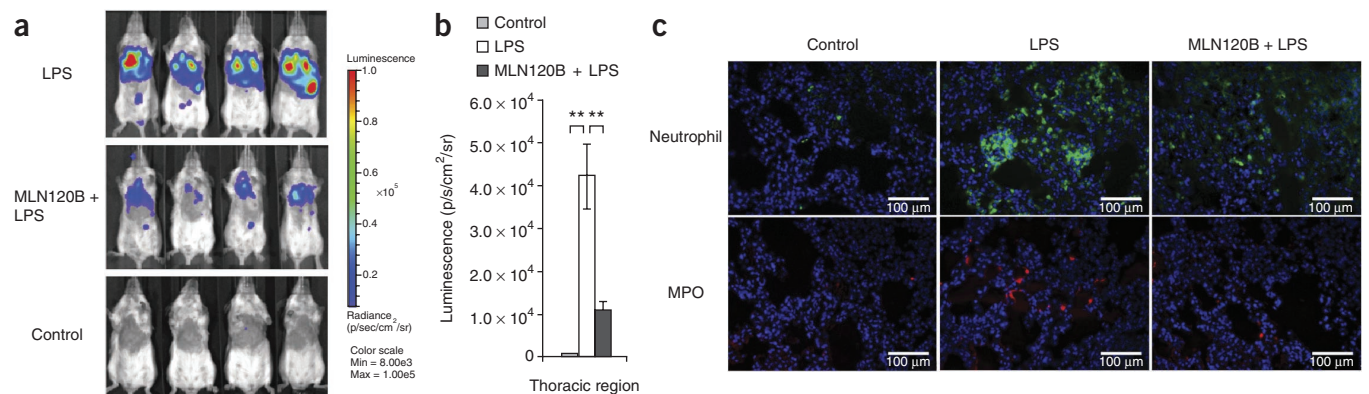 a
LPS
MLN120B +
LPS
Control
Luminescence
1.0
0.8
0.6
×10⁵
0.4
0.2
Radiance
(p/sec/cm²/sr)
Color scale
Min = 8.00e3
Max = 1.00e5
b
Control
LPS
MLN120B + LPS
Luminescence (p/s/cm²/sr)
6.0 × 10⁴
5.0 × 10⁴
4.0 × 10⁴
3.0 × 10⁴
2.0 × 10⁴
1.0 × 10⁴
0
** **
Thoracic region
c
Control LPS MLN120B + LPS
Neutrophil
100 µm 100 µm 100 µm
MPO
100 µm 100 µm 100 µm